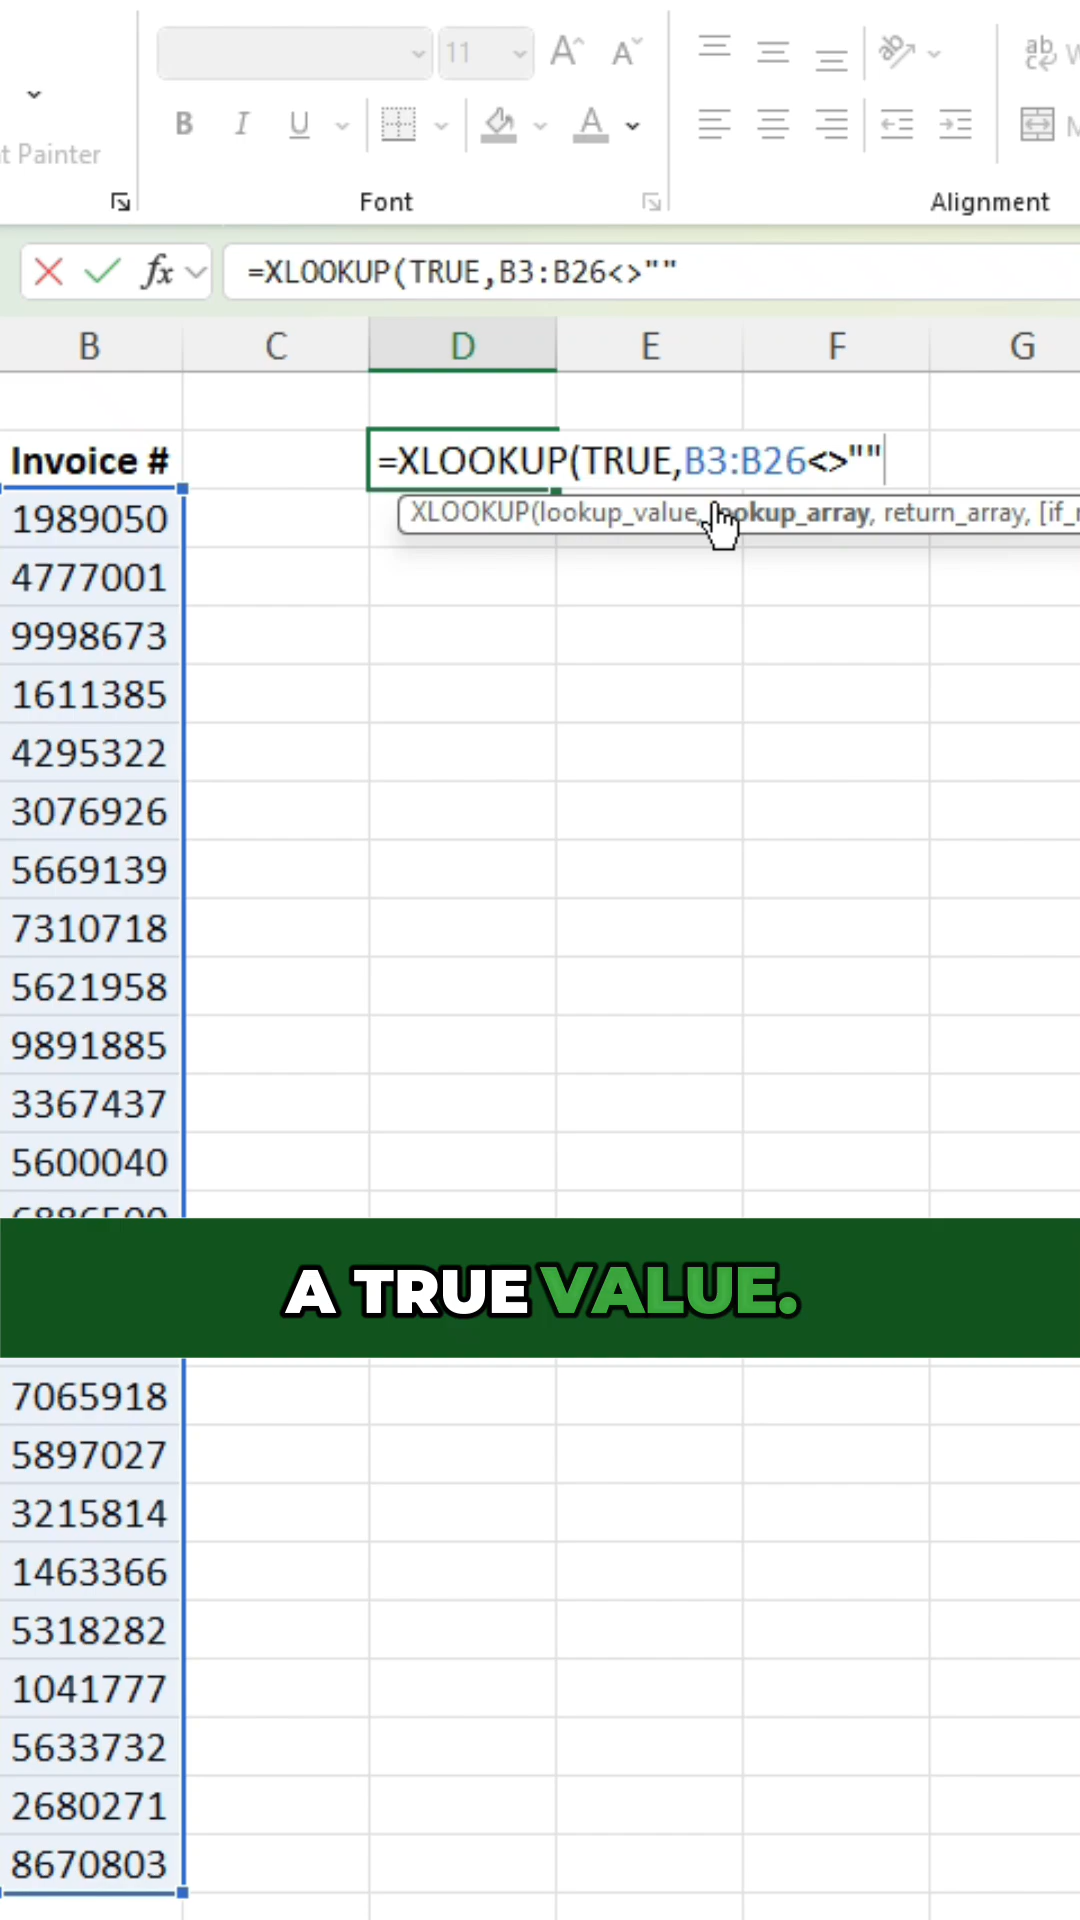 11
B I U
t Painter
Font
Alignment
fx
=XLOOKUP(TRUE,B3:B26<>""
B C D E F G
Invoice #
=XLOOKUP(TRUE,B3:B26<>""
XLOOKUP(lookup_value, lookup_array, return_array, [if_n
1989050
4777001
9998673
1611385
4295322
3076926
5669139
7310718
5621958
9891885
3367437
5600040
A TRUE VALUE.
7065918
5897027
3215814
1463366
5318282
1041777
5633732
2680271
8670803